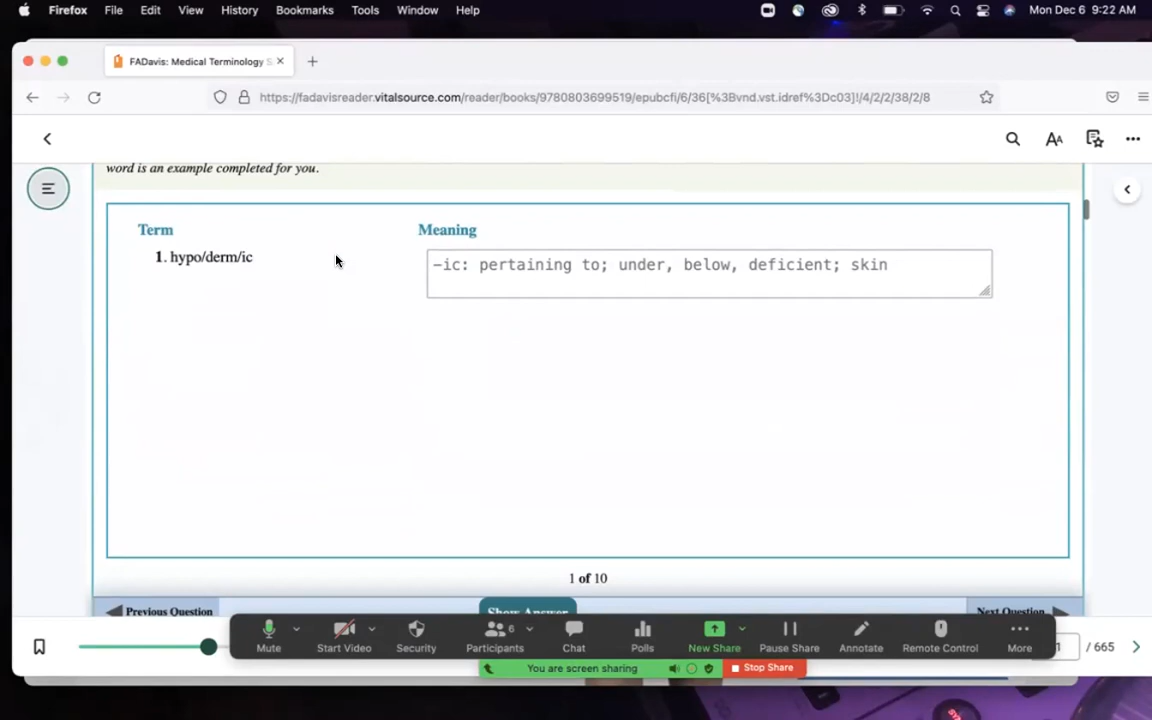 Firefox File Edit View History Bookmarks Tools Window Help Mon Dec 6 9:22 AM
FADavis: Medical Terminology S
https://fadavisreader.vitalsource.com/reader/books/9780803699519/epubcfi/6/36[%3Bvnd.vst.idref%3Dc03]!/4/2/2/38/2/8
word is an example completed for you.
Term Meaning
1. hypo/derm/ic
–ic: pertaining to; under, below, deficient; skin
1 of 10
Previous Question Show Answer Next Question
6
Mute Start Video Security Participants Chat Polls New Share Pause Share Annotate Remote Control More
1 / 665
You are screen sharing Stop Share